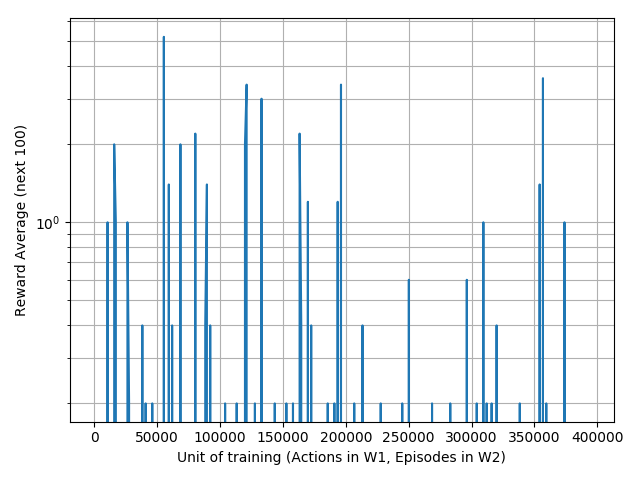 Reward Average (next 100)
10⁰
0 50000 100000 150000 200000 250000 300000 350000 400000
Unit of training (Actions in W1, Episodes in W2)